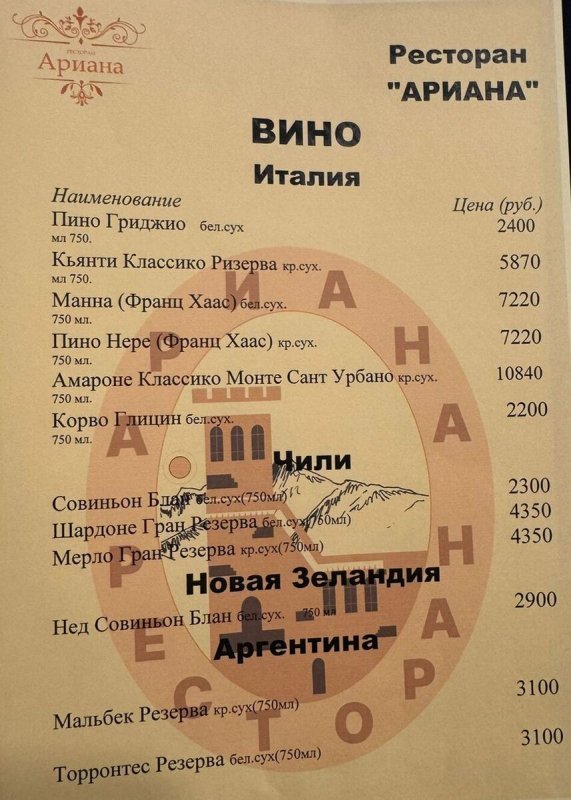 РЕСТОРАН
Ариана
Ресторан
"АРИАНА"
ВИНО
Италия
Наименование Цена (руб.)
Пино Гриджио бел.сух 2400
мл 750.
Кьянти Классико Ризерва кр.сух. 5870
750 мл.
Манна (Франц Хаас) бел.сух. 7220
750 мл.
Пино Нере (Франц Хаас) кр.сух. 7220
750 мл.
Амароне Классико Монте Сант Урбано кр.сух. 10840
750 мл.
Корво Глицин бел.сух. 2200
750 мл.
Чили
Совиньон Блан бел.сух(750мл) 2300
Шардоне Гран Резерва бел.сух(750мл) 4350
Мерло Гран Резерва кр.сух(750мл) 4350
Новая Зеландия
Нед Совиньон Блан бел.сух. 750 мл 2900
Аргентина
Мальбек Резерва кр.сух(750мл) 3100
Торронтес Резерва бел.сух(750мл) 3100
АРИАНА
РЕСТОРАН